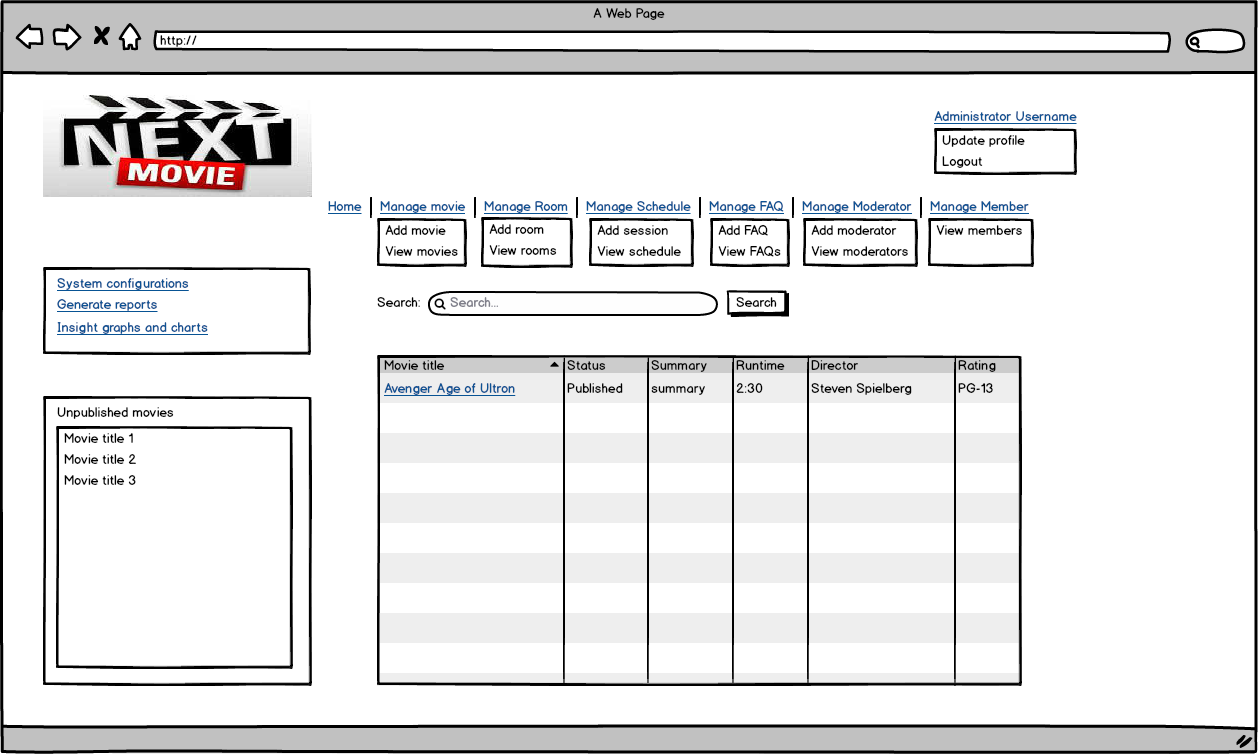 A Web Page
http://
NEXT
MOVIE
Administrator Username
Update profile
Logout
Home Manage movie Manage Room Manage Schedule Manage FAQ Manage Moderator Manage Member
Add movie Add room Add session Add FAQ Add moderator View members
View movies View rooms View schedule View FAQs View moderators
System configurations
Generate reports
Insight graphs and charts
Search: Search... Search
Movie title Status Summary Runtime Director Rating
Avenger Age of Ultron Published summary 2:30 Steven Spielberg PG-13
Unpublished movies
Movie title 1
Movie title 2
Movie title 3